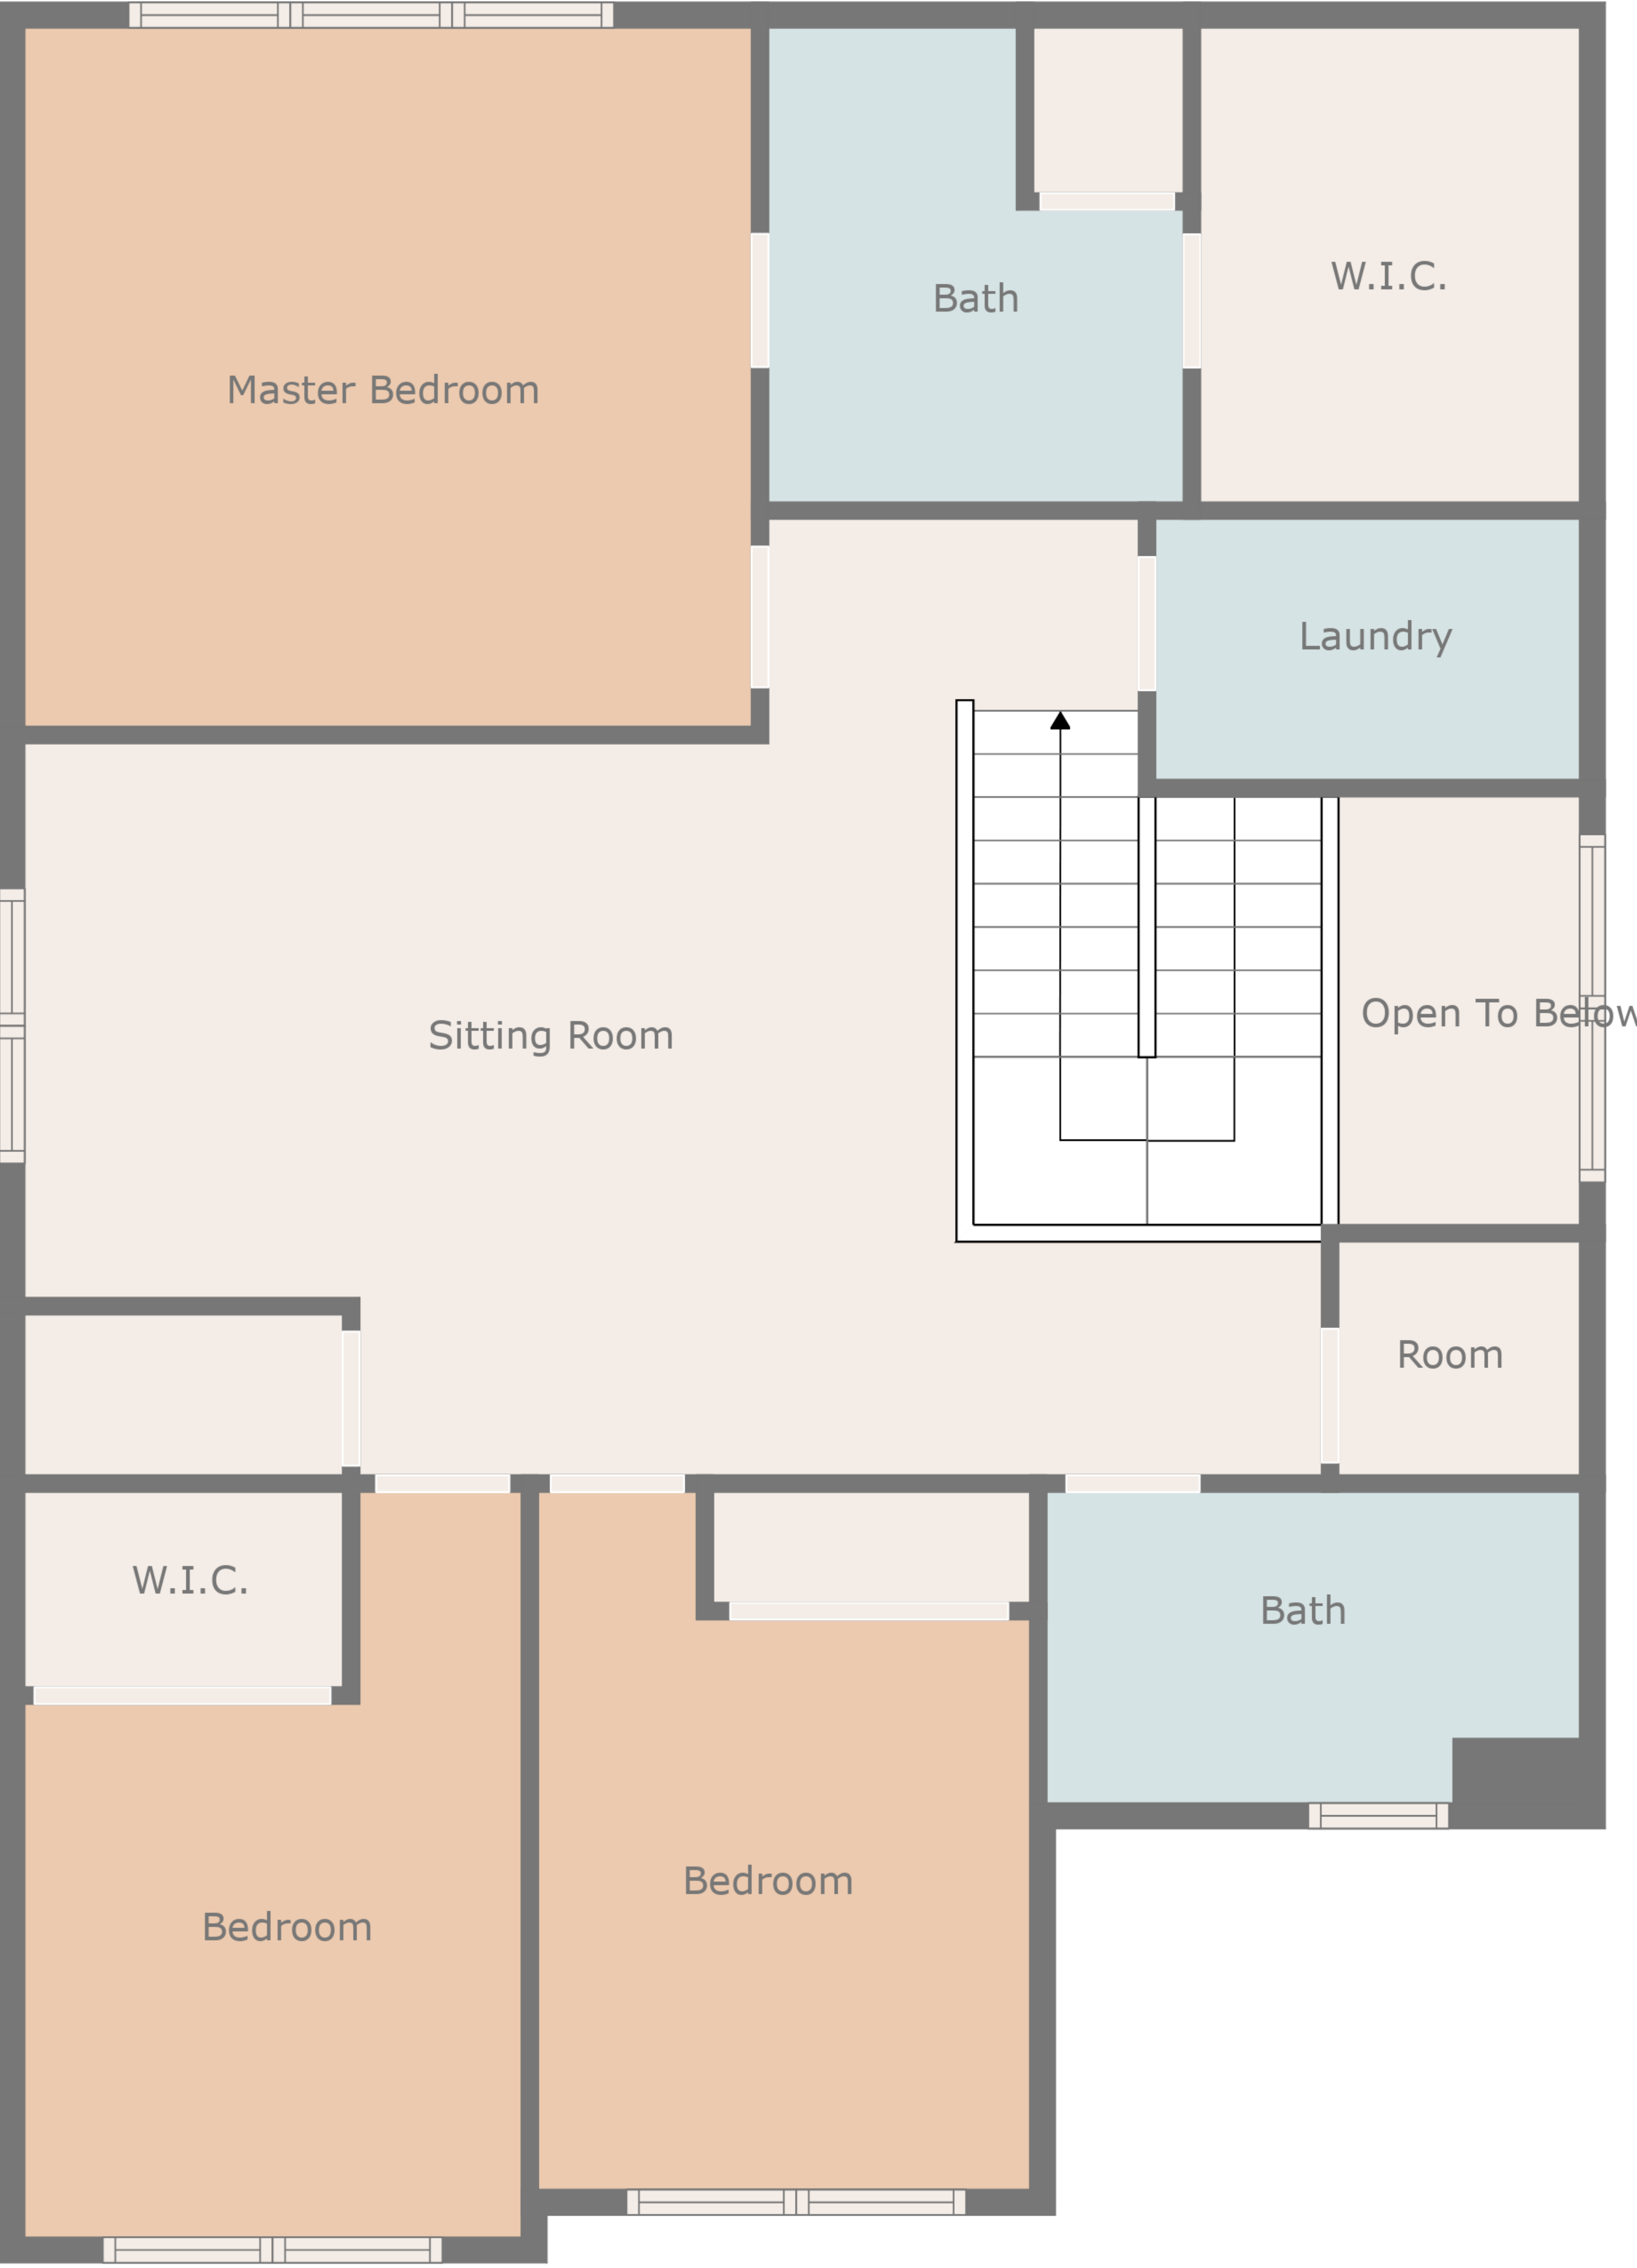 W.I.C.
Bath
Master Bedroom
Laundry
Open To Below
Sitting Room
Room
W.I.C.
Bath
Bedroom
Bedroom